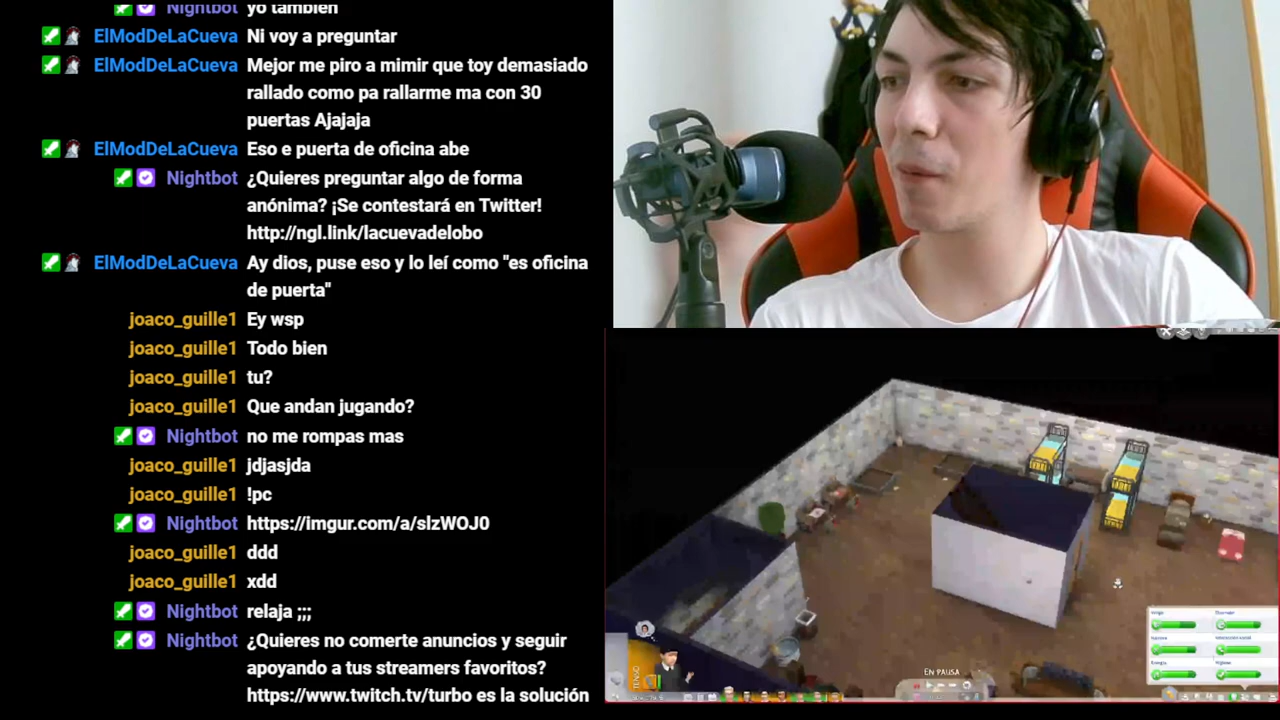 Nightbot yo también
ElModDeLaCueva Ni voy a preguntar
ElModDeLaCueva Mejor me piro a mimir que toy demasiado
rallado como pa rallarme ma con 30
puertas Ajajaja
ElModDeLaCueva Eso e puerta de oficina abe
Nightbot ¿Quieres preguntar algo de forma
anónima? ¡Se contestará en Twitter!
http://ngl.link/lacuevadelobo
ElModDeLaCueva Ay dios, puse eso y lo leí como "es oficina
de puerta"
joaco_guille1 Ey wsp
joaco_guille1 Todo bien
joaco_guille1 tu?
joaco_guille1 Que andan jugando?
Nightbot no me rompas mas
joaco_guille1 jdjasjda
joaco_guille1 !pc
Nightbot https://imgur.com/a/slzWOJ0
joaco_guille1 ddd
joaco_guille1 xdd
Nightbot relaja ;;;
Nightbot ¿Quieres no comerte anuncios y seguir
apoyando a tus streamers favoritos?
https://www.twitch.tv/turbo es la solución
EN PAUSA